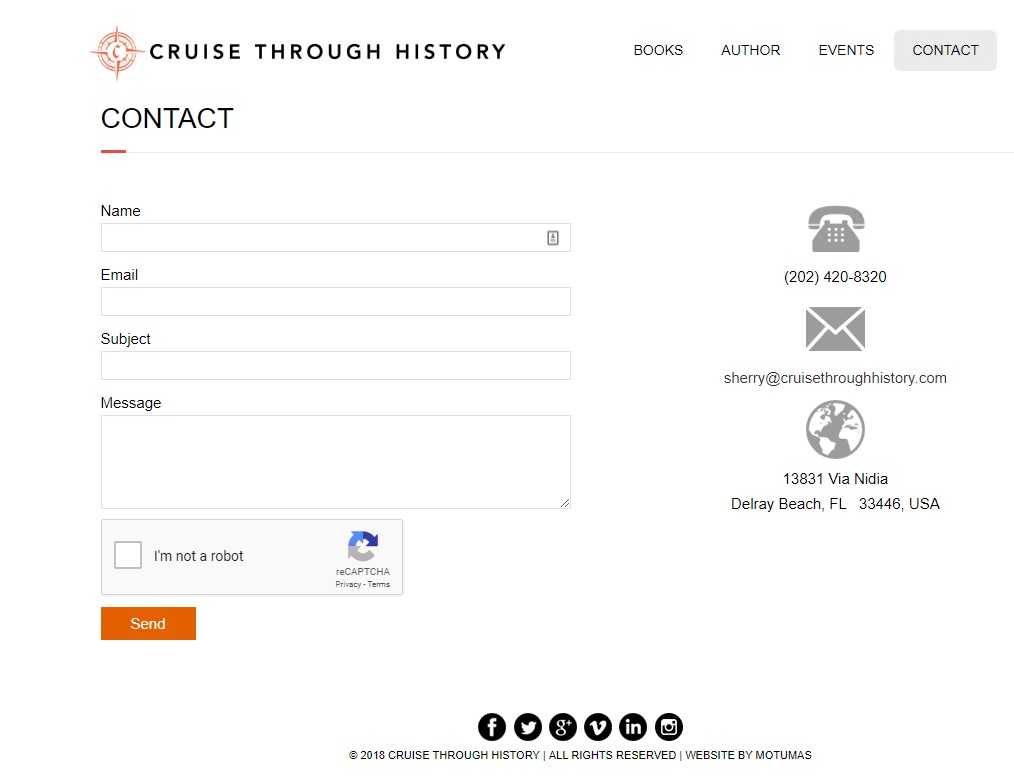 CRUISE THROUGH HISTORY
BOOKS AUTHOR EVENTS CONTACT
CONTACT
Name
Email
Subject
Message
I'm not a robot
reCAPTCHA
Privacy - Terms
Send
(202) 420-8320
sherry@cruisethroughhistory.com
13831 Via Nidia
Delray Beach, FL 33446, USA
© 2018 CRUISE THROUGH HISTORY | ALL RIGHTS RESERVED | WEBSITE BY MOTUMAS